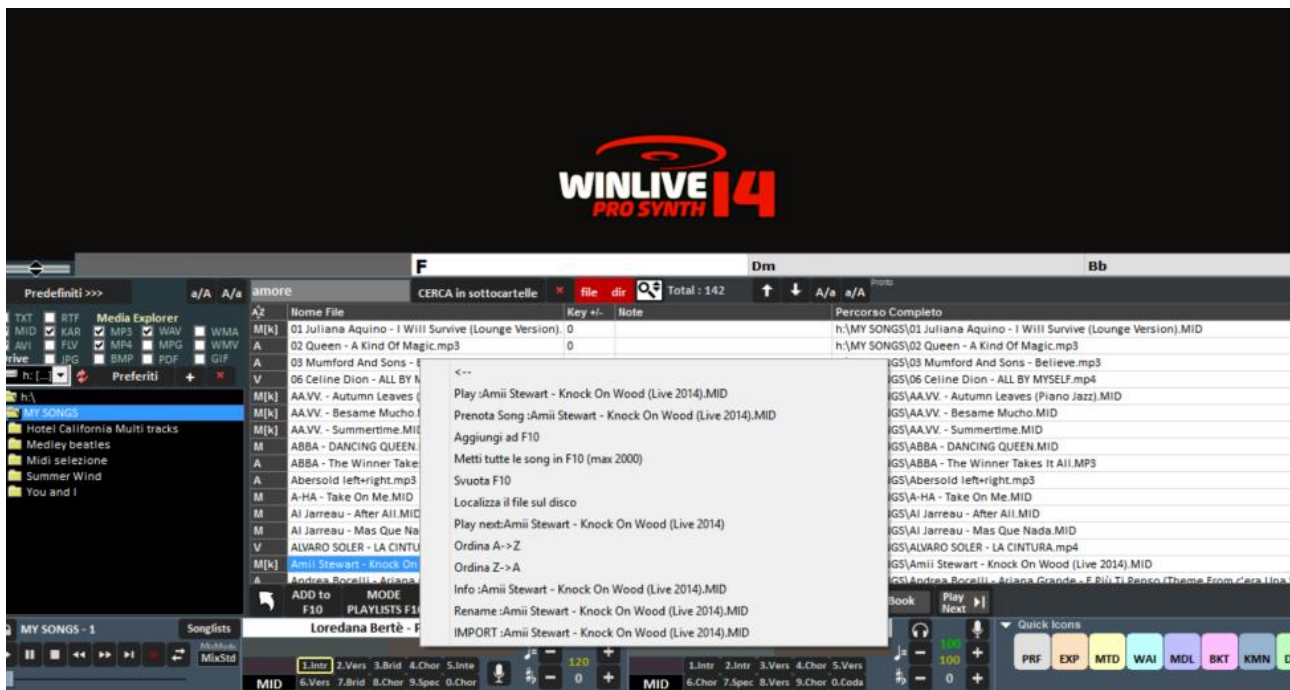 WINLIVE 14
PRO SYNTH
F Dm Bb
Predefiniti >>> a/A A/a amore CERCA in sottocartelle × file dir Total : 142 A/a a/A Pronto
TXT RTF Media Explorer
MID KAR MP3 WAV WMA
AVI FLV MP4 MPG WMV
Drive JPG BMP PDF GIF
h: [...] Preferiti + ×
h:\
MY SONGS
Hotel California Multi tracks
Medley beatles
Midi selezione
Summer Wind
You and I
Nome File Key +/- Note Percorso Completo
M[k] 01 Juliana Aquino - I Will Survive (Lounge Version). 0 h:\MY SONGS\01 Juliana Aquino - I Will Survive (Lounge Version).MID
A 02 Queen - A Kind Of Magic.mp3 0 h:\MY SONGS\02 Queen - A Kind Of Magic.mp3
A 03 Mumford And Sons - GS\03 Mumford And Sons - Believe.mp3
V 06 Celine Dion - ALL BY M GS\06 Celine Dion - ALL BY MYSELF.mp4
M[k] AA.VV. - Autumn Leaves ( GS\AA.VV. - Autumn Leaves (Piano Jazz).MID
M[k] AA.VV. - Besame Mucho. GS\AA.VV. - Besame Mucho.MID
M[k] AA.VV. - Summertime.MI GS\AA.VV. - Summertime.MID
M ABBA - DANCING QUEEN. GS\ABBA - DANCING QUEEN.MID
A ABBA - The Winner Take GS\ABBA - The Winner Takes It All.MP3
A Abersold left+right.mp3 GS\Abersold left+right.mp3
M A-HA - Take On Me.MID GS\A-HA - Take On Me.MID
M Al Jarreau - After All.MID GS\Al Jarreau - After All.MID
M Al Jarreau - Mas Que Na GS\Al Jarreau - Mas Que Nada.MID
V ALVARO SOLER - LA CINTU GS\ALVARO SOLER - LA CINTURA.mp4
M[k] Amii Stewart - Knock On GS\Amii Stewart - Knock On Wood (Live 2014).MID
A Andrea Bocelli - Ariana GS\Andrea Bocelli - Ariana Grande - E Più Ti Penso (Theme From c'era Una
<--
Play :Amii Stewart - Knock On Wood (Live 2014).MID
Prenota Song :Amii Stewart - Knock On Wood (Live 2014).MID
Aggiungi ad F10
Metti tutte le song in F10 (max 2000)
Svuota F10
Localizza il file sul disco
Play next:Amii Stewart - Knock On Wood (Live 2014)
Ordina A->Z
Ordina Z->A
Info :Amii Stewart - Knock On Wood (Live 2014).MID
Rename :Amii Stewart - Knock On Wood (Live 2014).MID
IMPORT :Amii Stewart - Knock On Wood (Live 2014).MID
ADD to F10 MODE PLAYLISTS F1 Book Play Next
MY SONGS - 1 Songlists Loredana Bertè - Quick Icons
MixMode
MixStd
1.Intr 2.Vers 3.Brid 4.Chor 5.Inte
MID 6.Vers 7.Brid 8.Chor 9.Spec 0.Chor
120
0
1.Intr 2.Intr 3.Vers 4.Chor 5.Vers
MID 6.Chor 7.Spec 8.Vers 9.Chor 0.Coda
100
100
0
PRF EXP MTD WAI MDL BKT KMN